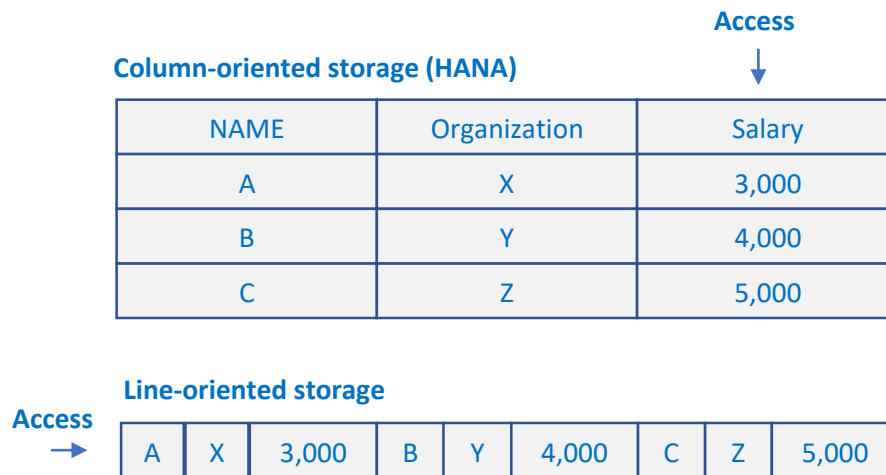 Access
Column-oriented storage (HANA)
NAME Organization Salary
A X 3,000
B Y 4,000
C Z 5,000
Line-oriented storage
Access
A X 3,000 B Y 4,000 C Z 5,000